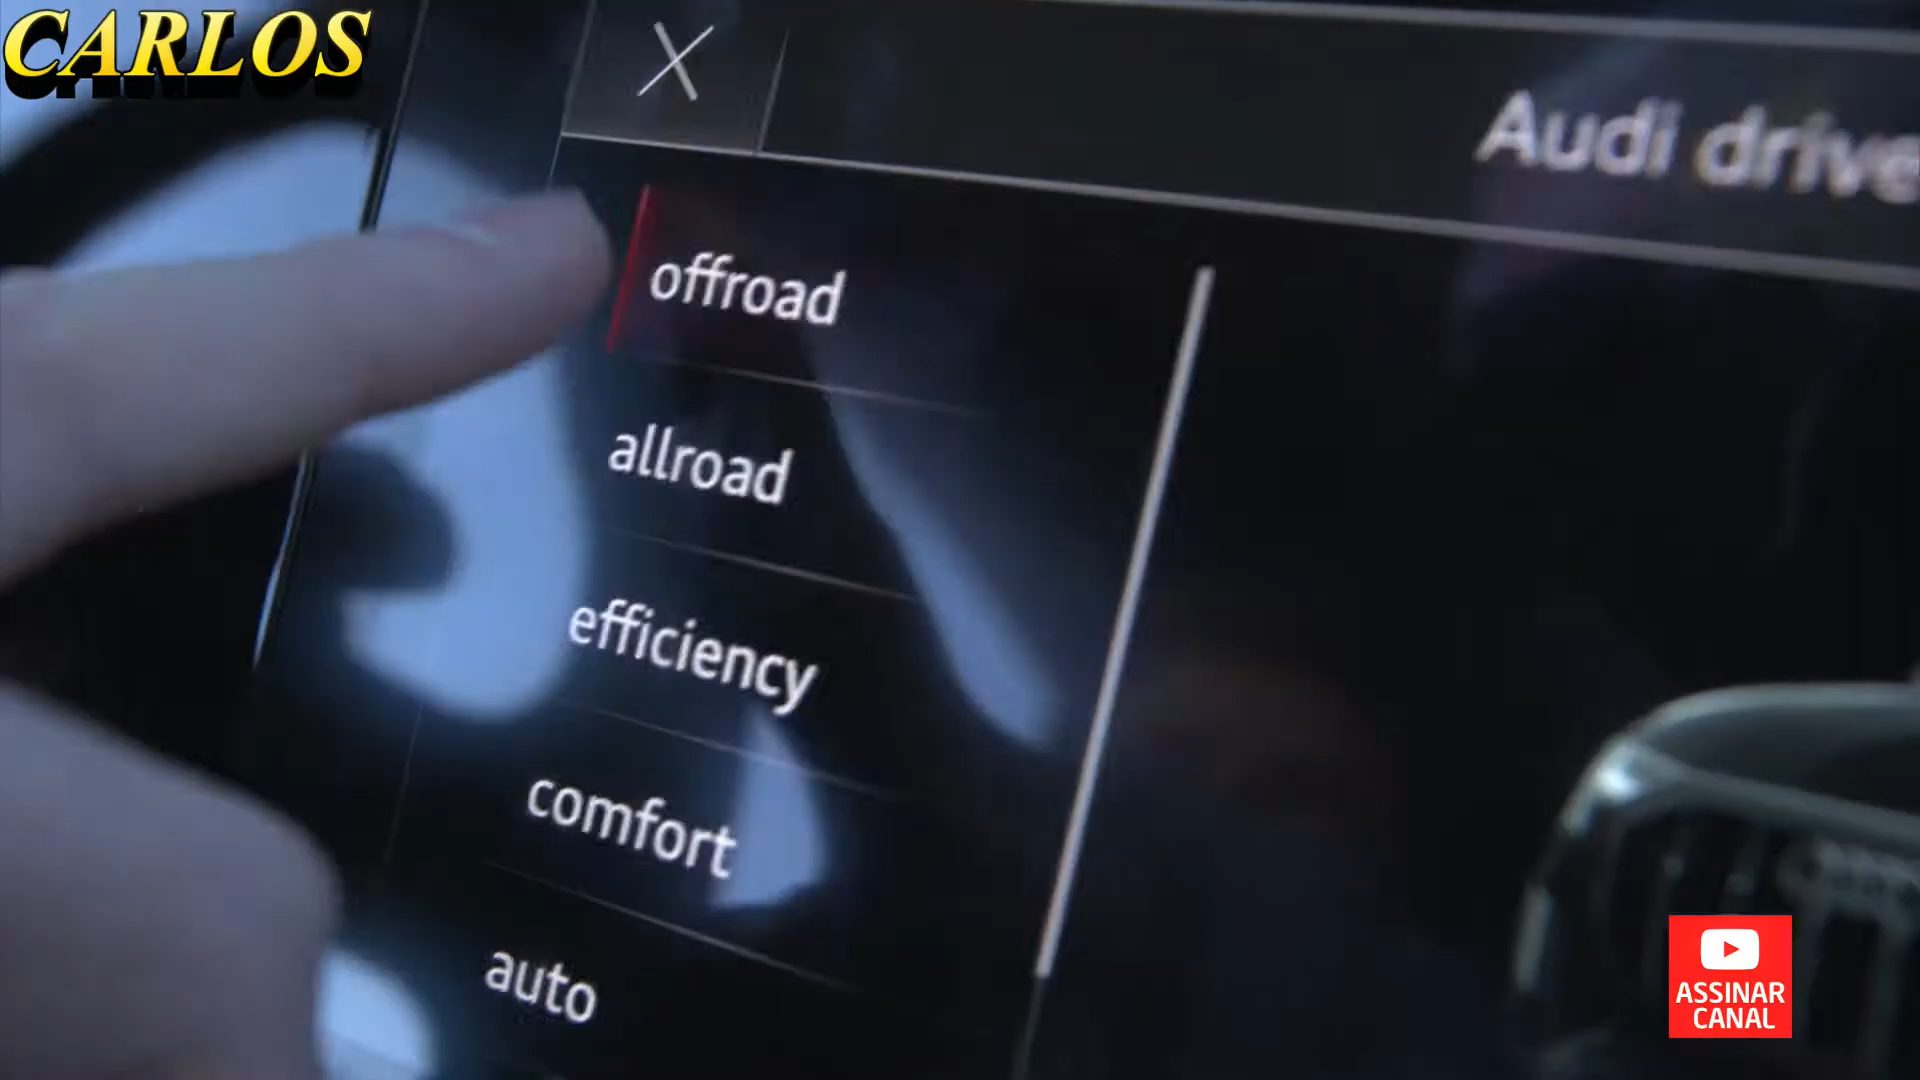 CARLOS
Audi drive
offroad
allroad
efficiency
comfort
auto
ASSINAR
CANAL